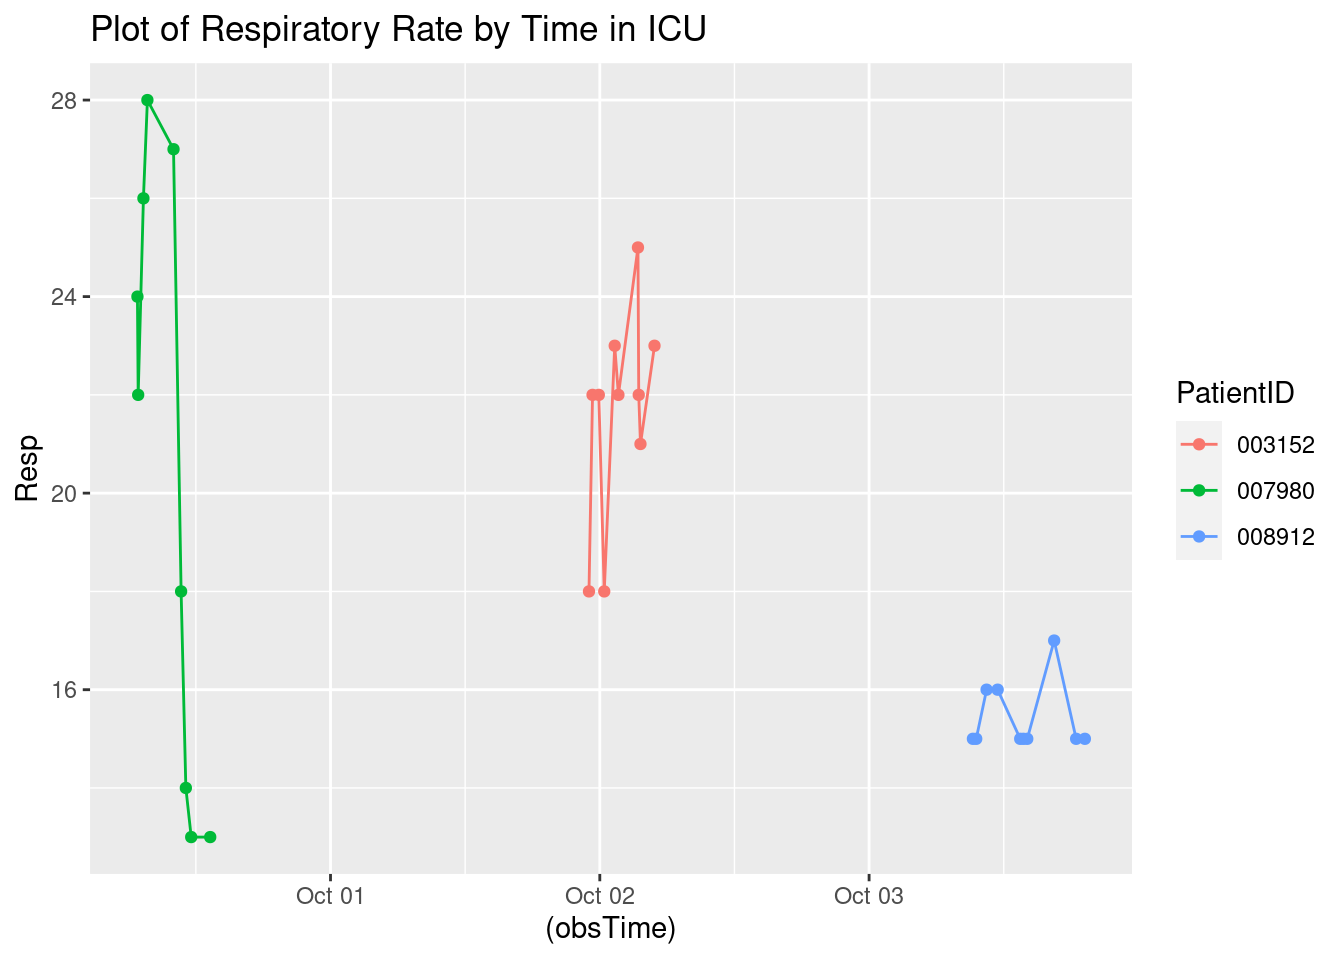 Plot of Respiratory Rate by Time in ICU
28
24
20
16
Resp
Oct 01
Oct 02
Oct 03
(obsTime)
PatientID
003152
007980
008912